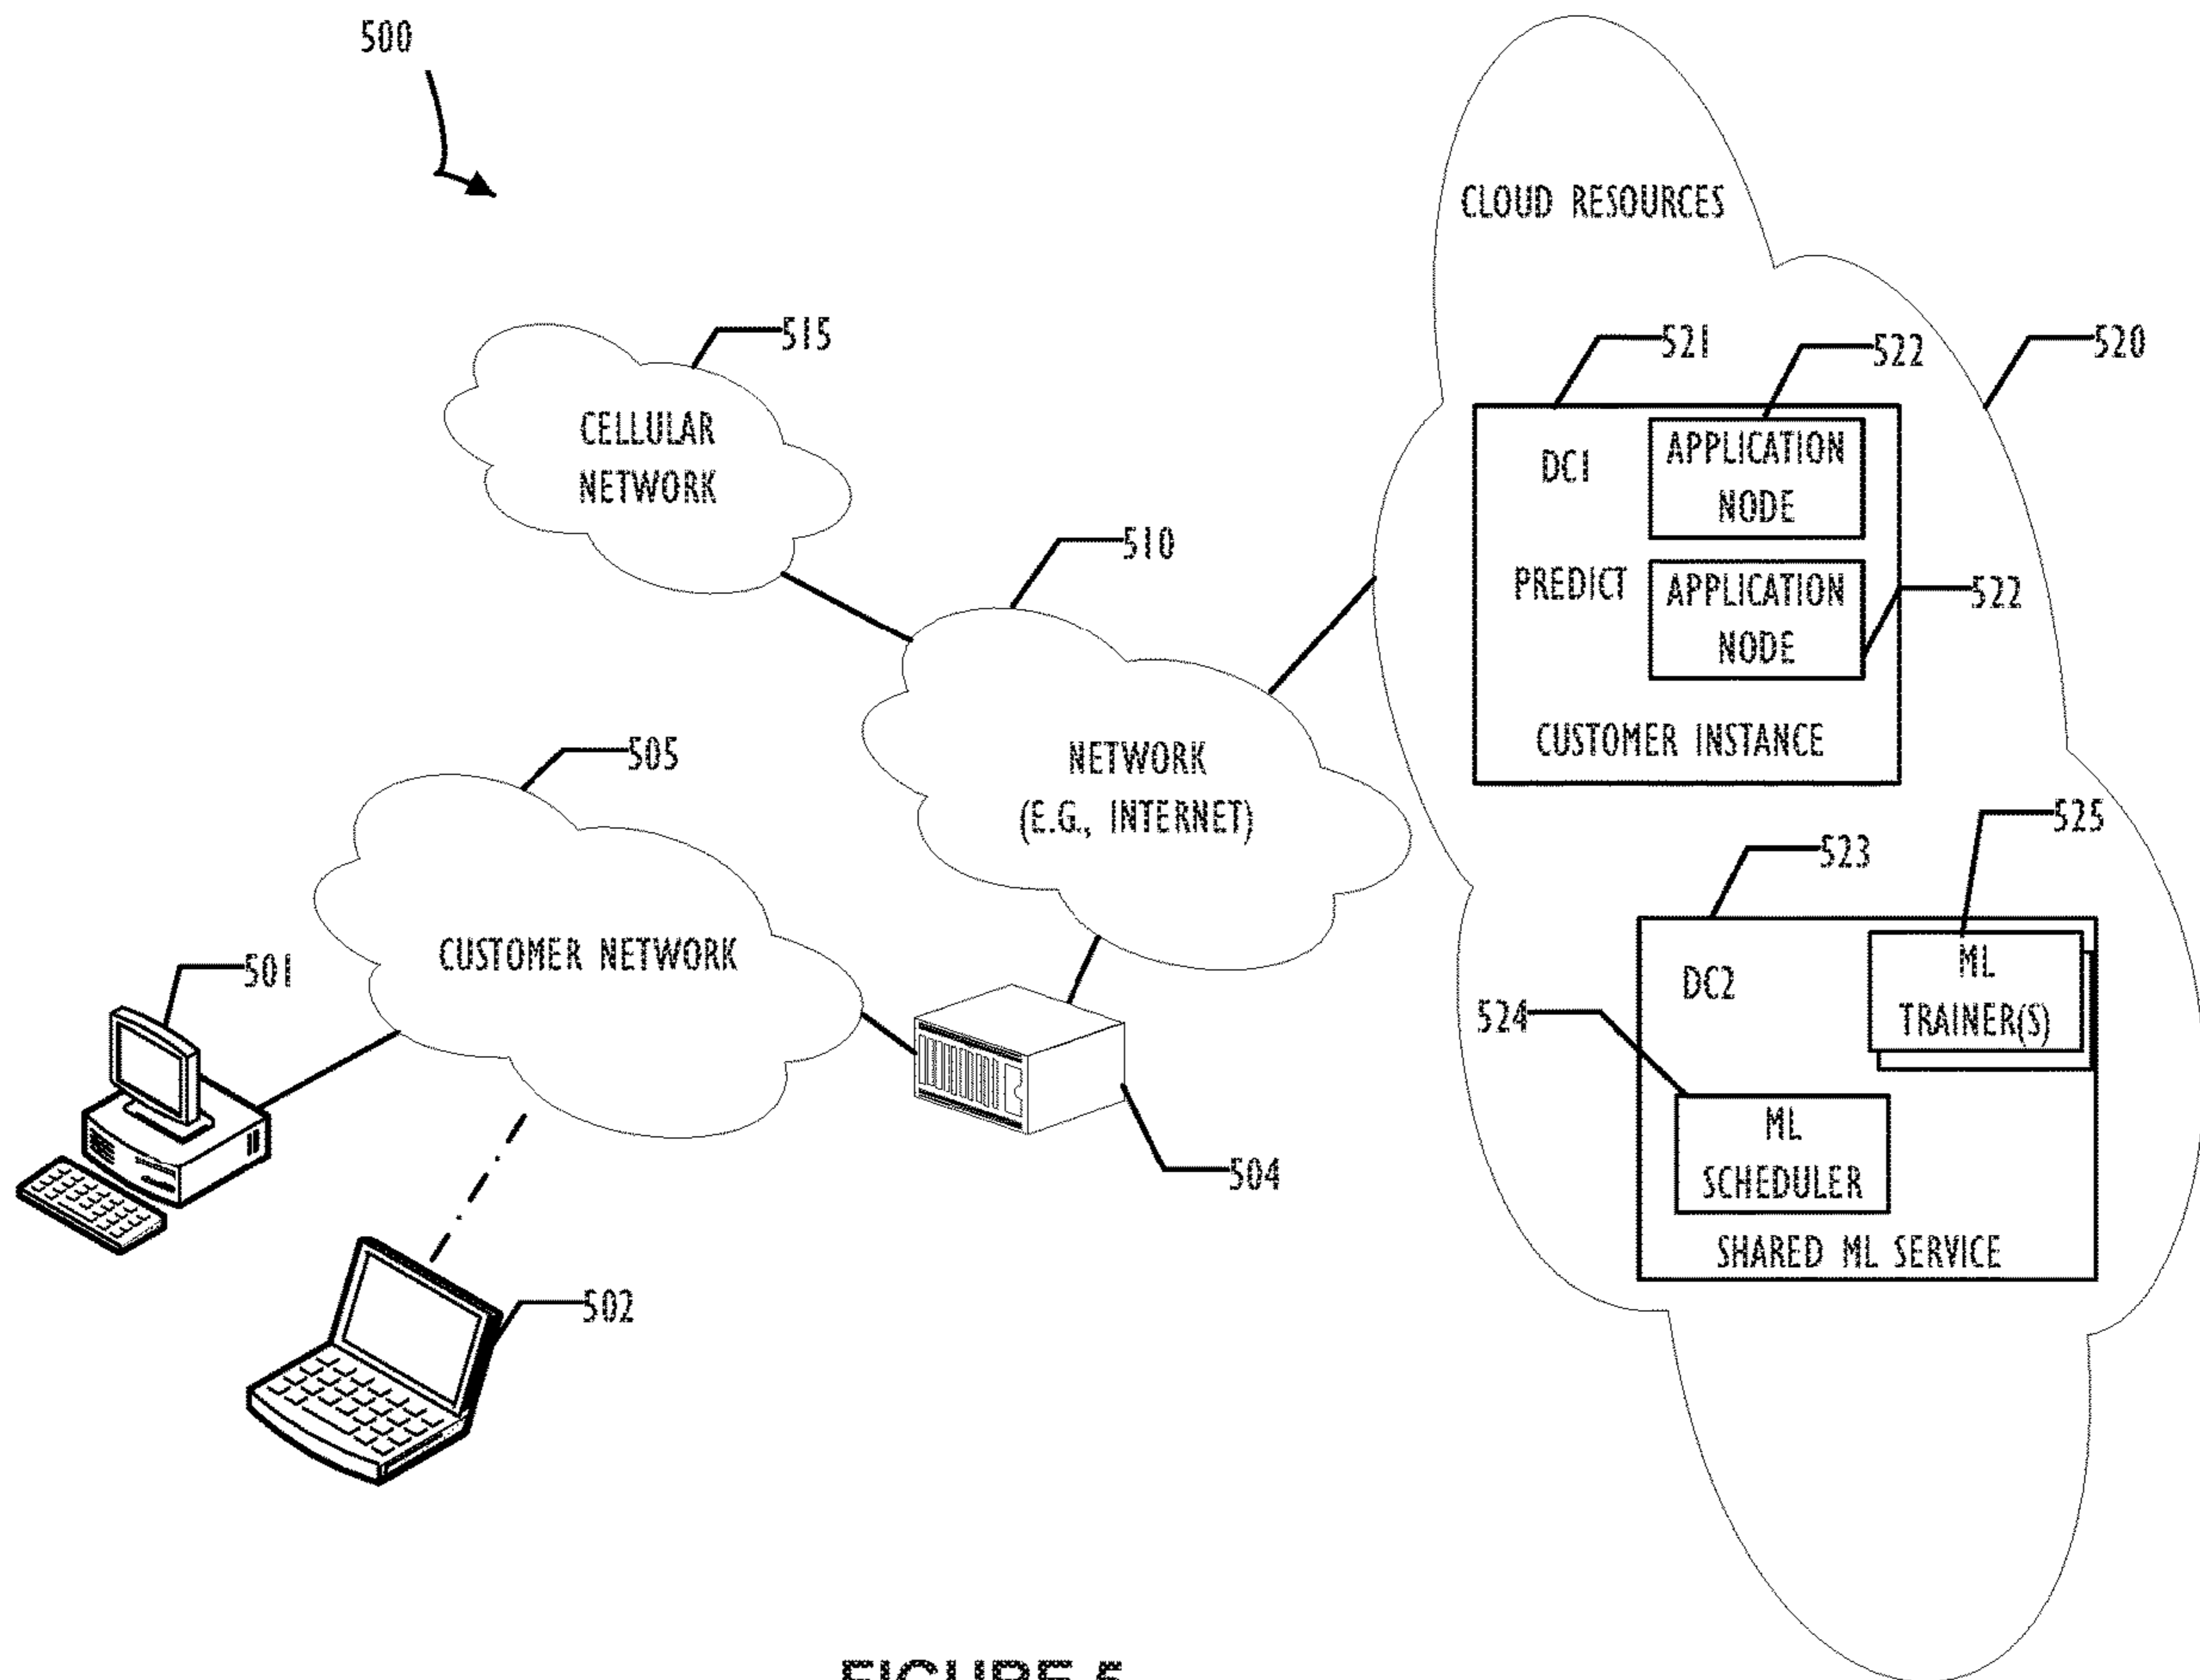 500
CLOUD RESOURCES
515
521
522
520
CELLULAR
NETWORK
DC1
APPLICATION
NODE
510
PREDICT
APPLICATION
NODE
522
505
NETWORK
(E.G., INTERNET)
CUSTOMER INSTANCE
525
523
CUSTOMER NETWORK
501
DC2
ML
TRAINER(S)
524
504
ML
SCHEDULER
SHARED ML SERVICE
502
FIGURE 5